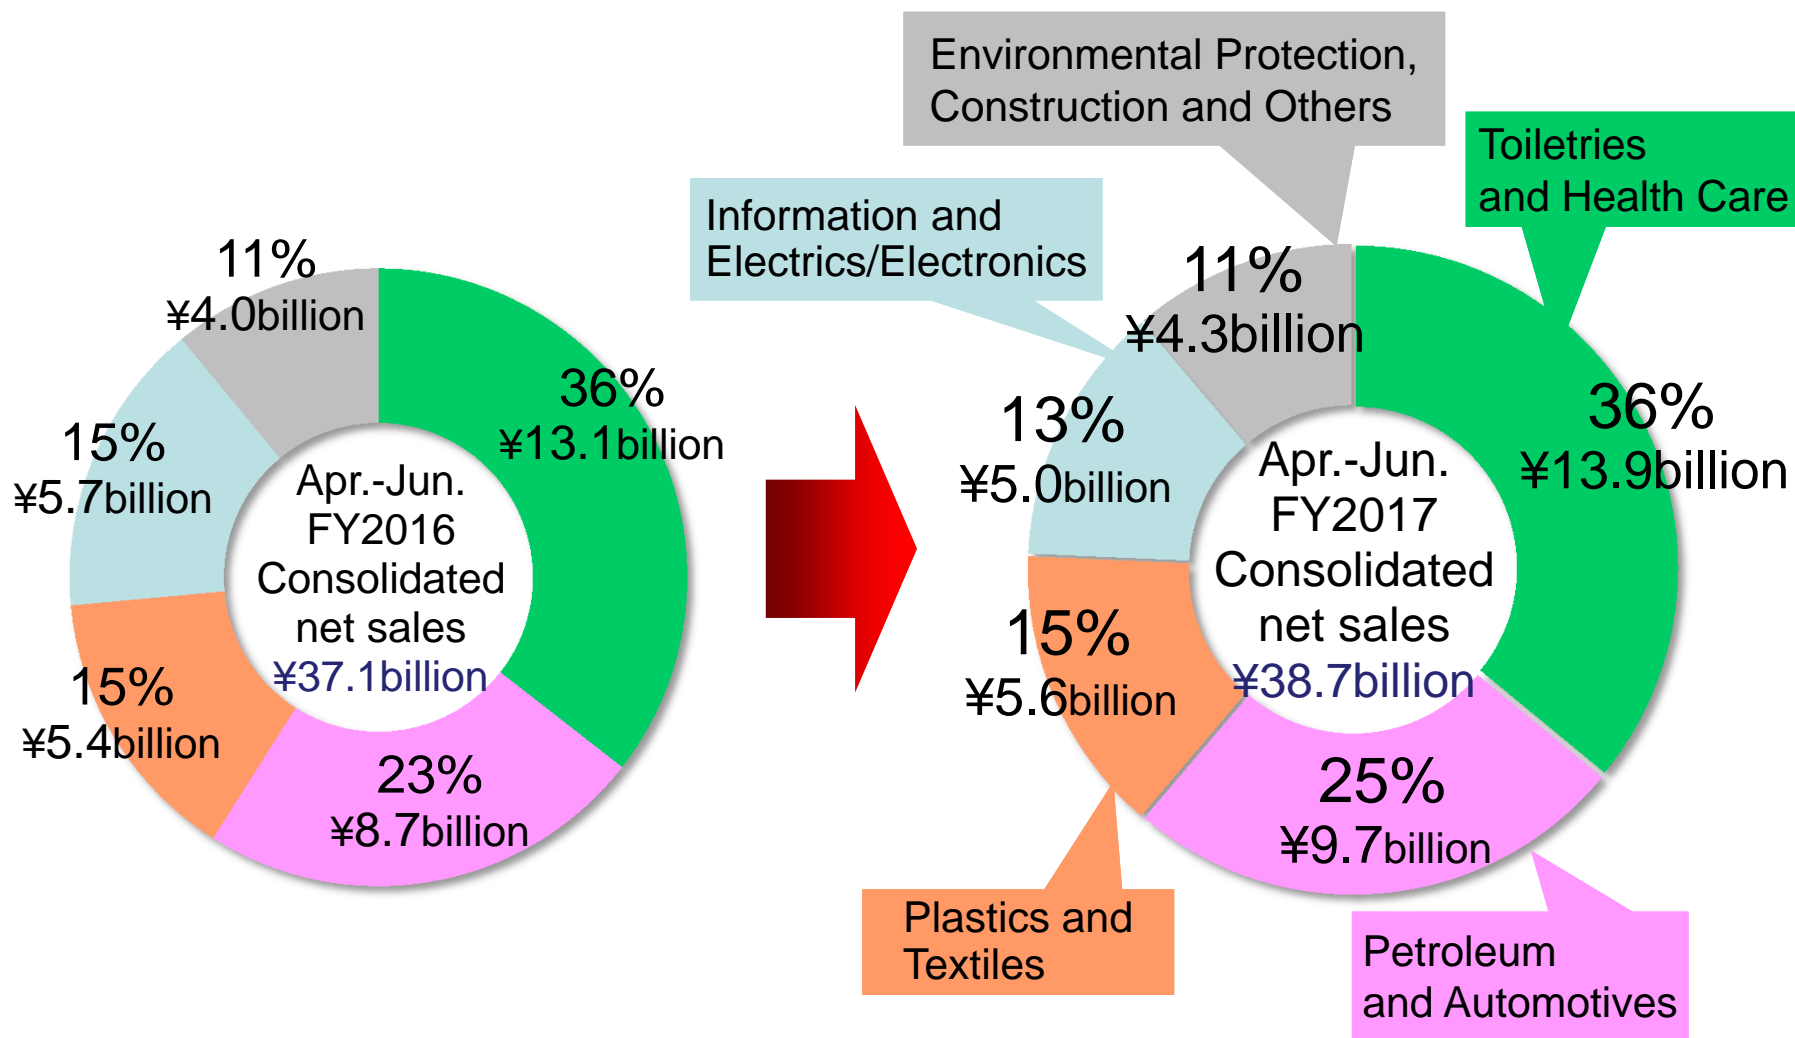 Environmental Protection,
Construction and Others
Toiletries
and Health Care
Information and
Electrics/Electronics
11%
¥4.0billion
36%
¥13.1billion
15%
¥5.7billion
Apr.-Jun.
FY2016
Consolidated
net sales
¥37.1billion
15%
¥5.4billion
23%
¥8.7billion
11%
¥4.3billion
36%
¥13.9billion
13%
¥5.0billion
Apr.-Jun.
FY2017
Consolidated
net sales
¥38.7billion
15%
¥5.6billion
25%
¥9.7billion
Plastics and
Textiles
Petroleum
and Automotives